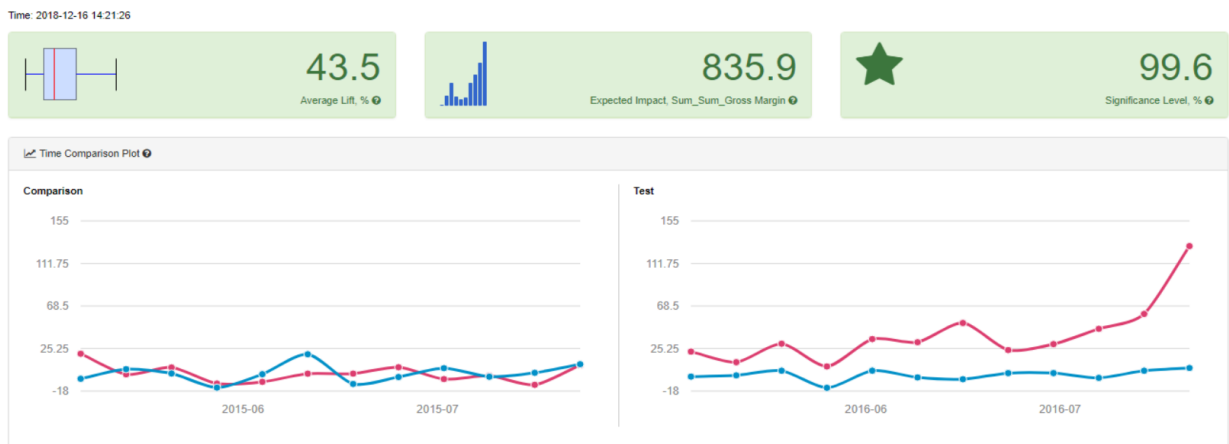 Time: 2018-12-16 14:21:26
43.5
Average Lift, %
835.9
Expected Impact, Sum_Sum_Gross Margin
99.6
Significance Level, %
Time Comparison Plot
Comparison
155
111.75
68.5
25.25
-18
2015-06 2015-07
Test
155
111.75
68.5
25.25
-18
2016-06 2016-07